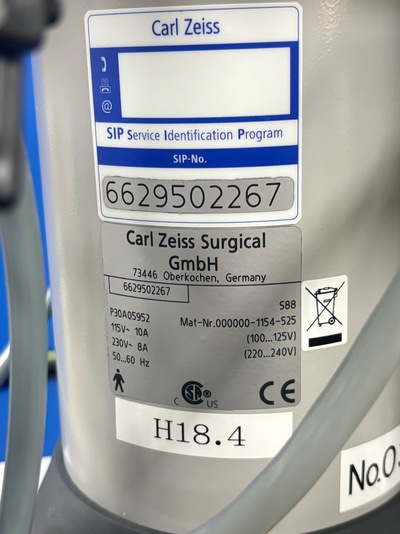 Carl Zeiss
@
SIP Service Identification Program
SIP-No.
6629502267
Carl Zeiss Surgical
GmbH
73446 Oberkochen, Germany
6629502267
P30A05952
S88
115V~ 10A
Mat-Nr.000000-1154-525
230V~ 8A
(100...125V)
50...60 Hz
(220...240V)
C US
CE
H18.4
No.0